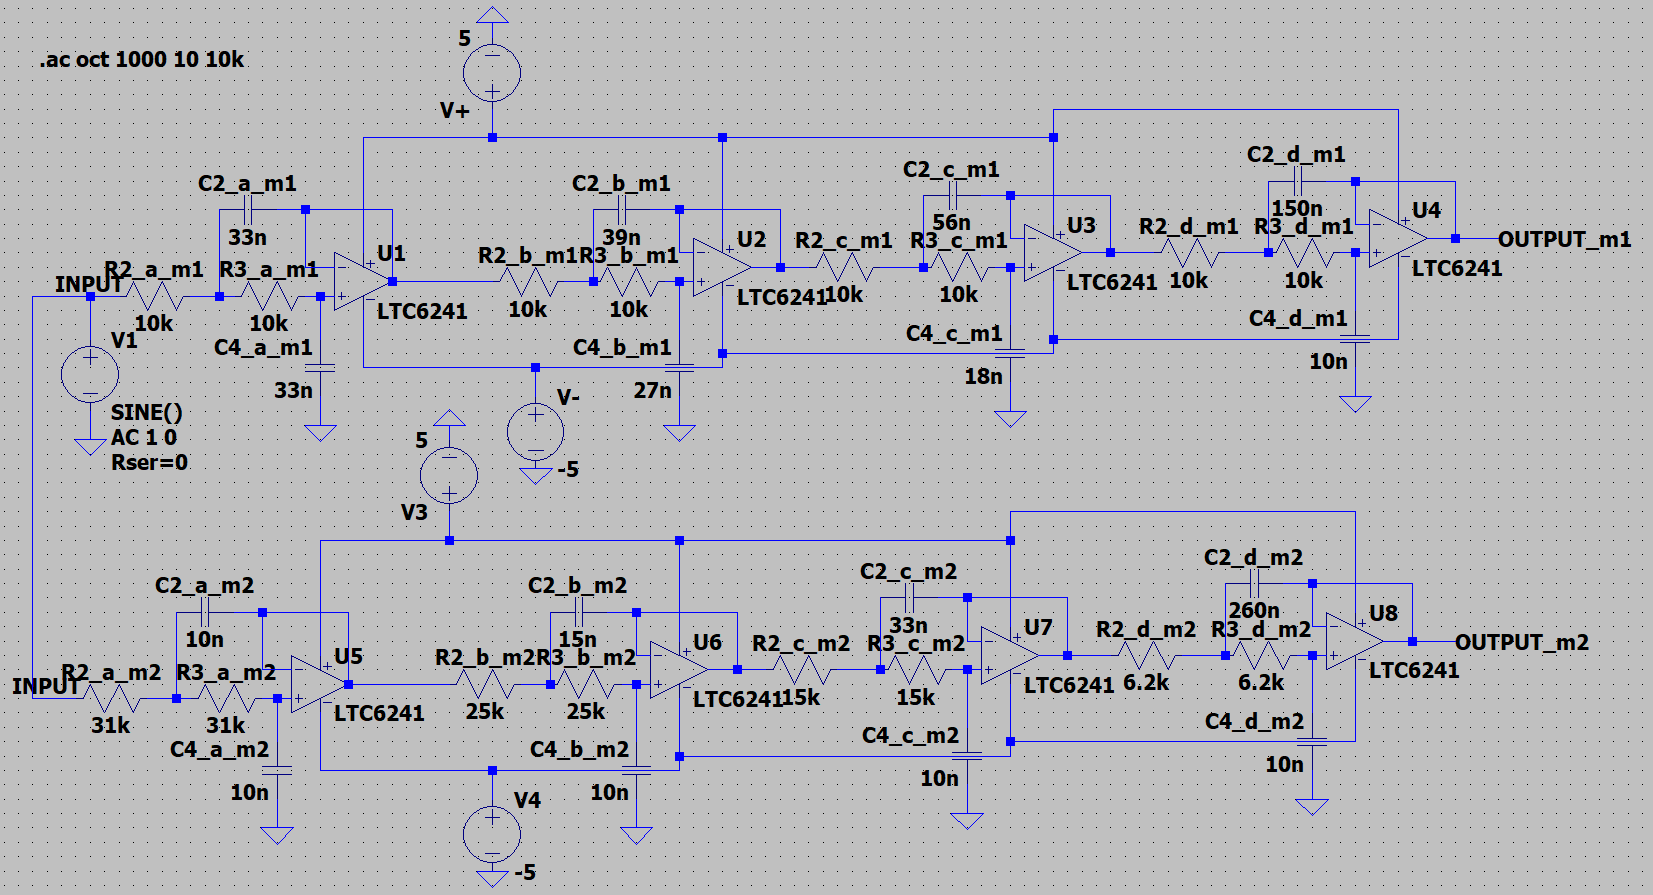 .ac oct 1000 10 10k
5
V+
C2_a_m1
33n
C2_b_m1
39n
C2_c_m1
56n
C2_d_m1
150n
INPUT
R2_a_m1
10k
R3_a_m1
10k
U1
LTC6241
R2_b_m1
10k
R3_b_m1
10k
U2
LTC6241
R2_c_m1
10k
R3_c_m1
10k
U3
LTC6241
R2_d_m1
10k
R3_d_m1
10k
U4
LTC6241
OUTPUT_m1
V1
SINE()
AC 1 0
Rser=0
C4_a_m1
33n
C4_b_m1
27n
C4_c_m1
18n
C4_d_m1
10n
V-
-5
5
V3
C2_a_m2
10n
C2_b_m2
15n
C2_c_m2
33n
C2_d_m2
260n
INPUT
R2_a_m2
31k
R3_a_m2
31k
U5
LTC6241
R2_b_m2
25k
R3_b_m2
25k
U6
LTC6241
R2_c_m2
15k
R3_c_m2
15k
U7
LTC6241
R2_d_m2
6.2k
R3_d_m2
6.2k
U8
LTC6241
OUTPUT_m2
C4_a_m2
10n
C4_b_m2
10n
C4_c_m2
10n
C4_d_m2
10n
V4
-5